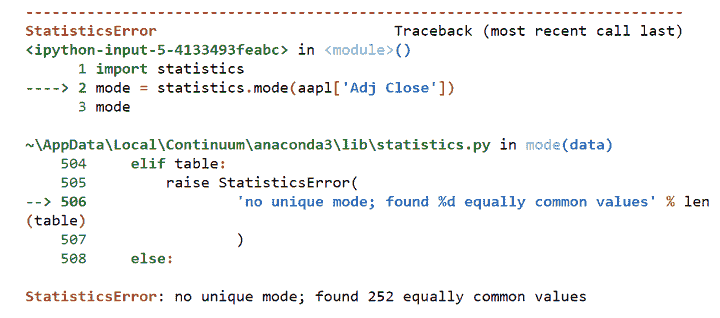 ---------------------------------------------------------------------------
StatisticsError                           Traceback (most recent call last)
<ipython-input-5-4133493feabc> in <module>()
      1 import statistics
----> 2 mode = statistics.mode(aapl['Adj Close'])
      3 mode

~\AppData\Local\Continuum\anaconda3\lib\statistics.py in mode(data)
    504     elif table:
    505         raise StatisticsError(
--> 506                 'no unique mode; found %d equally common values' % len
(table)
    507                 )
    508     else:

StatisticsError: no unique mode; found 252 equally common values